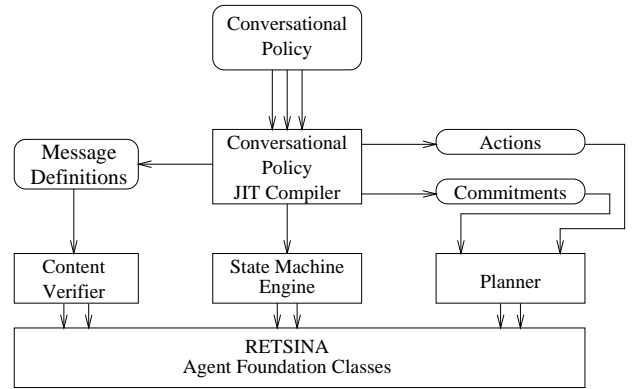 Conversational
Policy
Message
Definitions
Conversational
Policy
JIT Compiler
Actions
Commitments
Content
Verifier
State Machine
Engine
Planner
RETSINA
Agent Foundation Classes